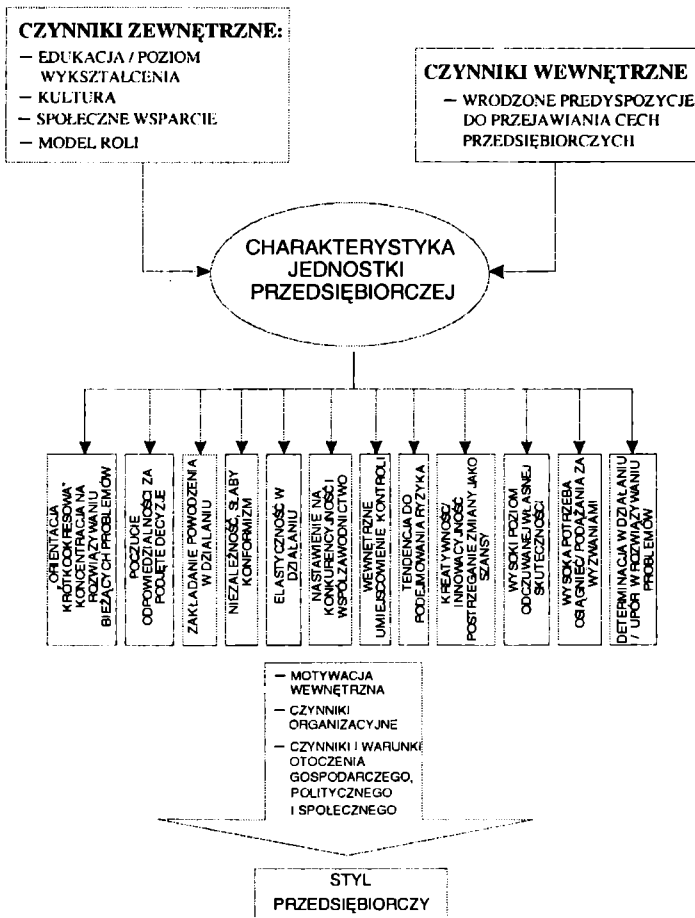 CZYNNIKI ZEWNĘTRZNE:
– EDUKACJA / POZIOM
WYKSZTAŁCENIA
– KULTURA
– SPOŁECZNE WSPARCIE
– MODEL ROLI
CZYNNIKI WEWNĘTRZNE
– WRODZONE PREDYSPOZYCJE
DO PRZEJAWIANIA CECH
PRZEDSIĘBIORCZYCH
CHARAKTERYSTYKA
JEDNOSTKI
PRZEDSIĘBIORCZEJ
ORIENTACJA
„KRÓTKOOKRESOWA”
KONCENTRACJA NA
ROZWIĄZYWANIU
BIEŻĄCYCH PROBLEMÓW
POCZUCIE
ODPOWIEDZIALNOŚCI ZA
PODJĘTE DECYZJE
ZAKŁADANIE POWODZENIA
W DZIAŁANIU
NIEZALEŻNOŚĆ, SŁABY
KONFORMIZM
ELASTYCZNOŚĆ W
DZIAŁANIU
NASTAWIENIE NA
KONKURENCYJNOŚĆ I
WSPÓŁZAWODNICTWO
WEWNĘTRZNE
UMIEJSCOWIENIE KONTROLI
TENDENCJA DO
PODEJMOWANIA RYZYKA
KREATYWNOŚĆ/
INNOWACYJNOŚĆ
POSTRZEGANIE ZMIANY JAKO
SZANSY
WYSOKI POZIOM
ODCZUWANEJ WŁASNEJ
SKUTECZNOŚCI
WYSOKA POTRZEBA
OSIĄGNIĘĆ/ PODĄŻANIA ZA
WYZWANIAMI
DETERMINACJA W DZIAŁANIU
/ UPÓR W ROZWIĄZYWANIU
PROBLEMÓW
– MOTYWACJA
WEWNĘTRZNA
– CZYNNIKI
ORGANIZACYJNE
– CZYNNIKI I WARUNKI
OTOCZENIA
GOSPODARCZEGO,
POLITYCZNEGO
I SPOŁECZNEGO
STYL
PRZEDSIĘBIORCZY